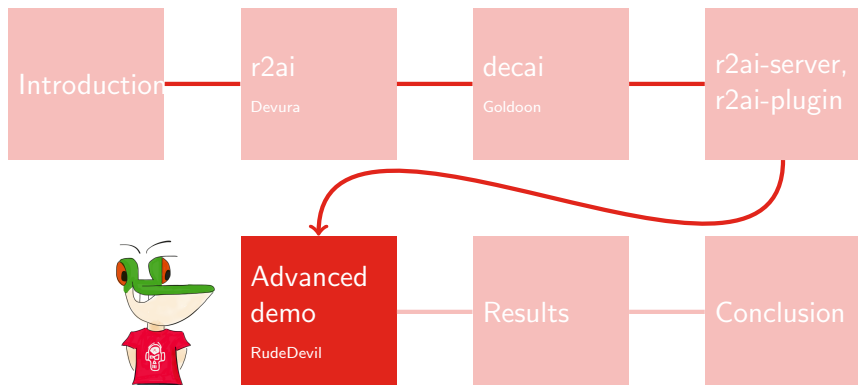 Introduction
r2ai
Devura
decai
Goldoon
r2ai-server,
r2ai-plugin
Advanced
demo
RudeDevil
Results
Conclusion